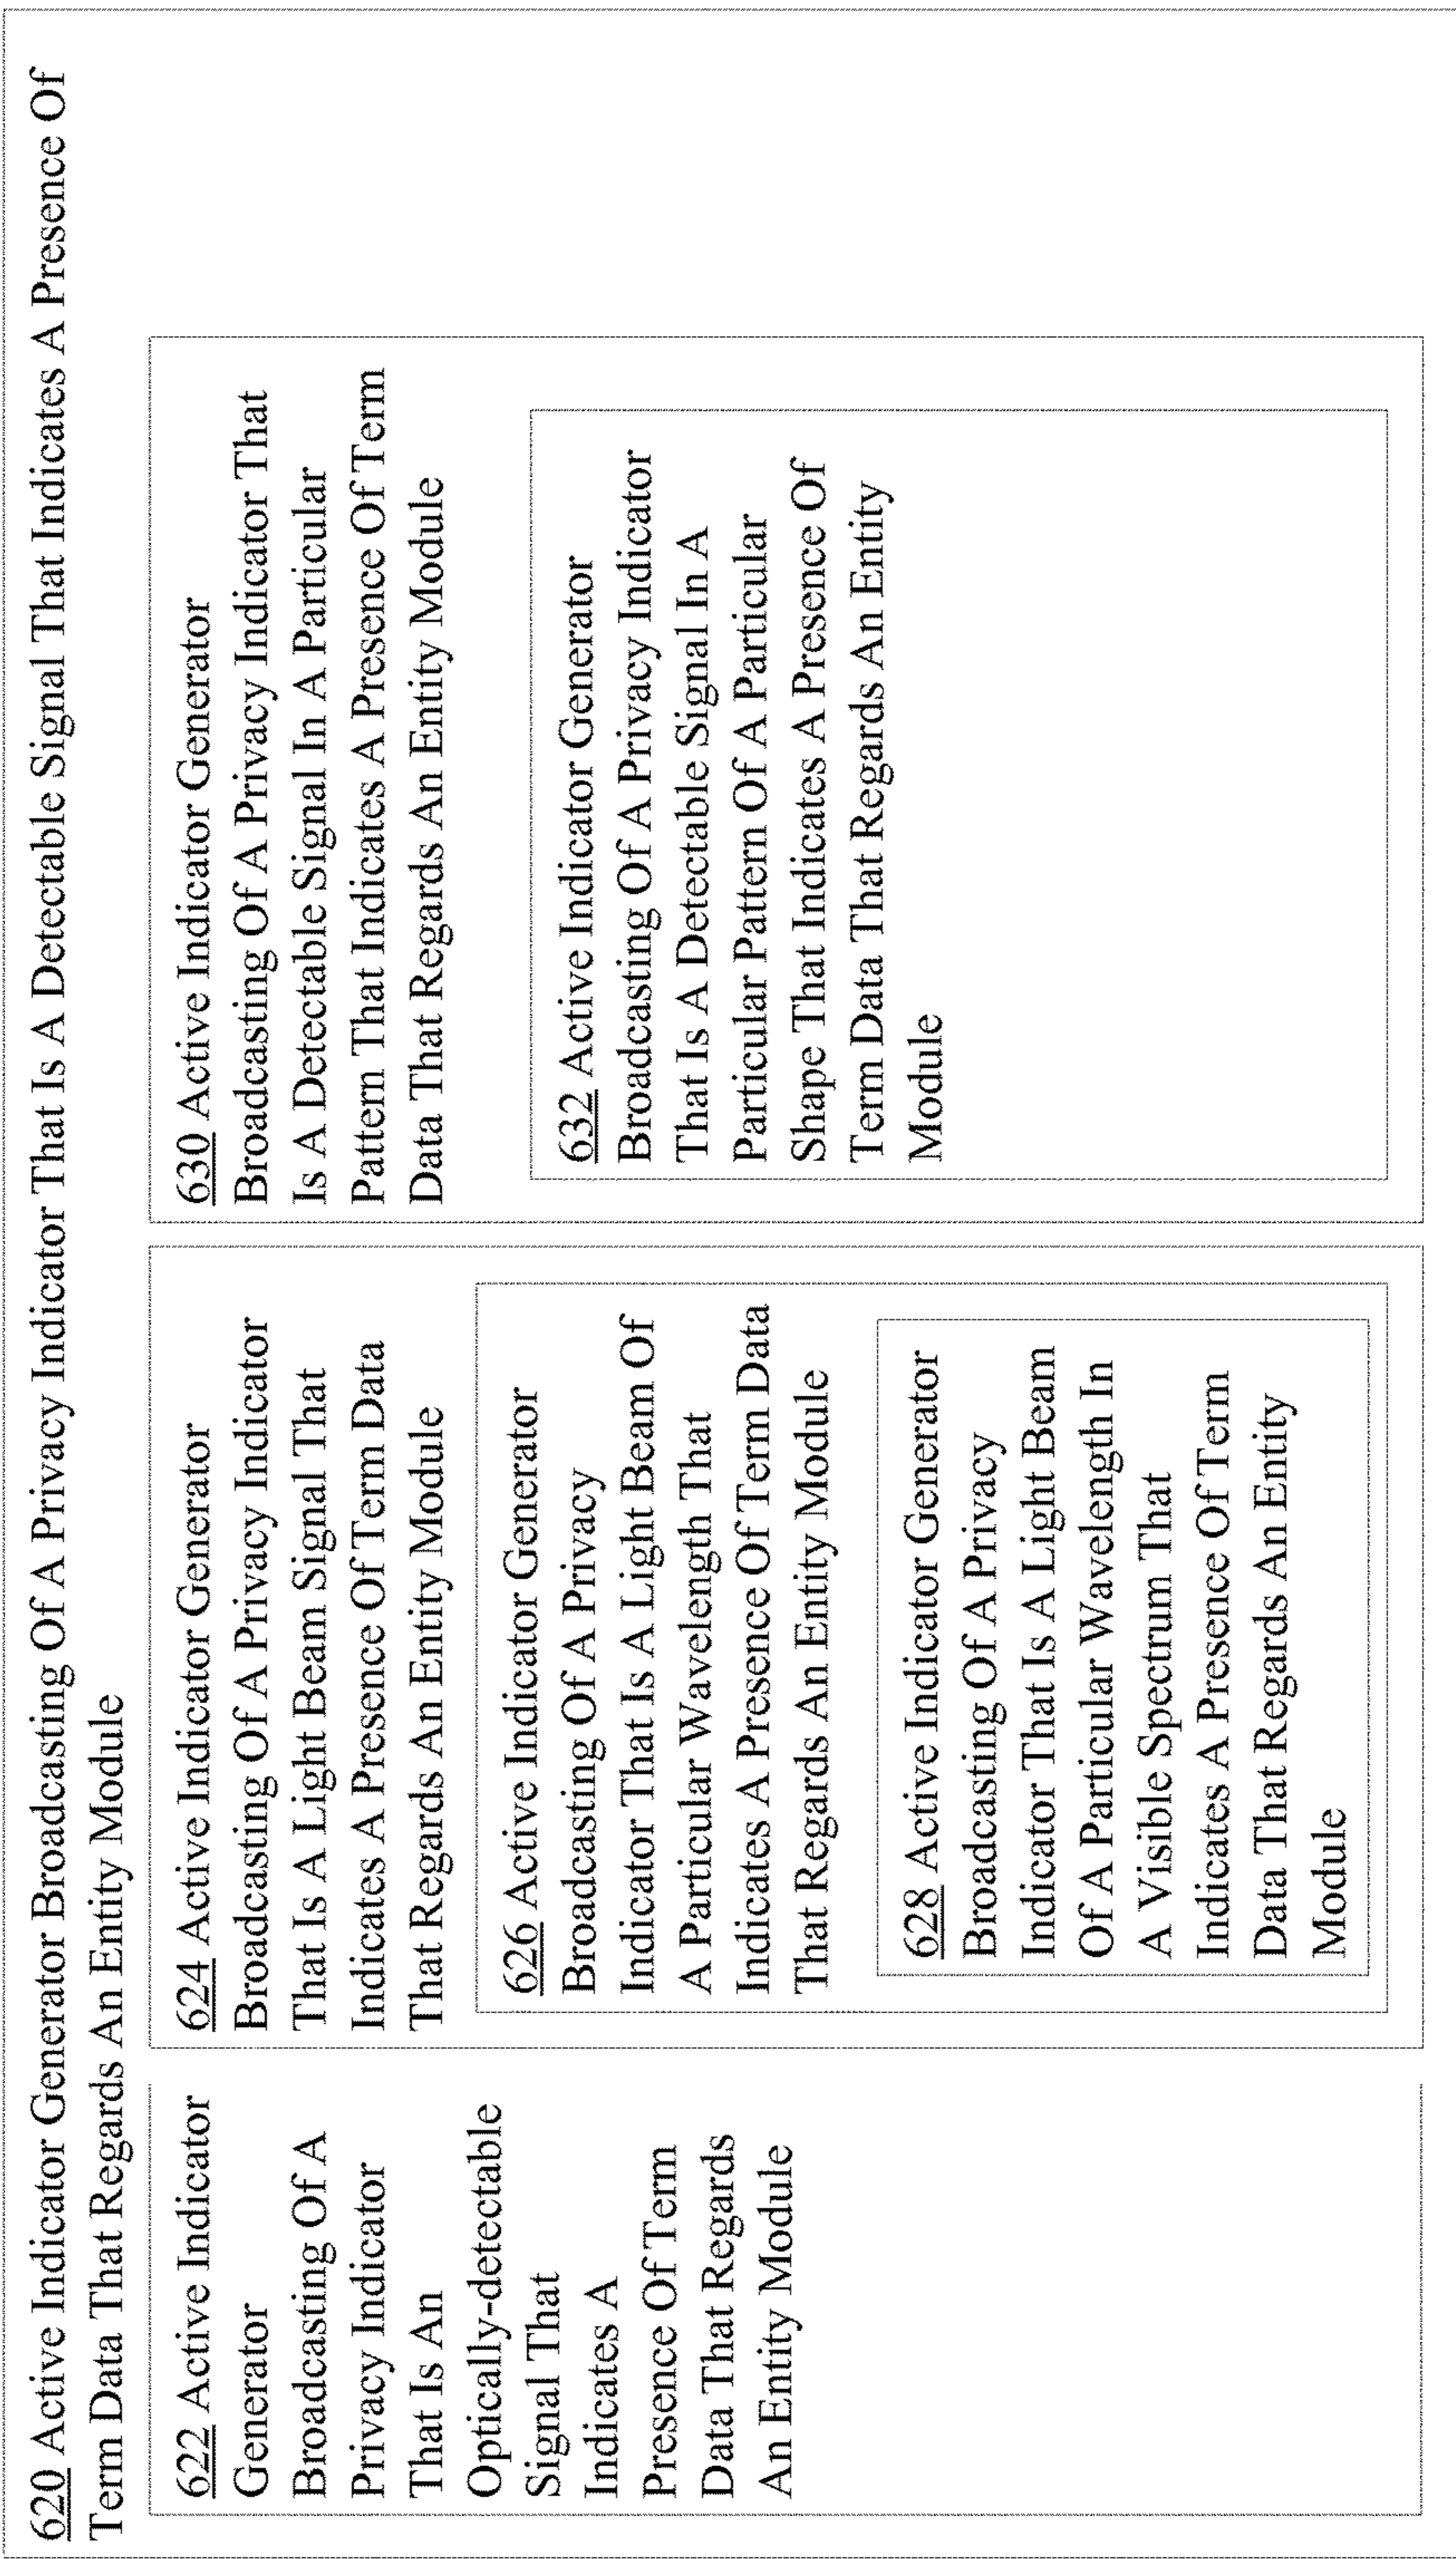 620 Active Indicator Generator Broadcasting Of A Privacy Indicator That Is A Detectable Signal That Indicates A Presence Of
Term Data That Regards An Entity Module
622 Active Indicator
Generator
Broadcasting Of A
Privacy Indicator
That Is An
Optically-detectable
Signal That
Indicates A
Presence Of Term
Data That Regards
An Entity Module
624 Active Indicator Generator
Broadcasting Of A Privacy Indicator
That Is A Light Beam Signal That
Indicates A Presence Of Term Data
That Regards An Entity Module
626 Active Indicator Generator
Broadcasting Of A Privacy
Indicator That Is A Light Beam Of
A Particular Wavelength That
Indicates A Presence Of Term Data
That Regards An Entity Module
628 Active Indicator Generator
Broadcasting Of A Privacy
Indicator That Is A Light Beam
Of A Particular Wavelength In
A Visible Spectrum That
Indicates A Presence Of Term
Data That Regards An Entity
Module
630 Active Indicator Generator
Broadcasting Of A Privacy Indicator That
Is A Detectable Signal In A Particular
Pattern That Indicates A Presence Of Term
Data That Regards An Entity Module
632 Active Indicator Generator
Broadcasting Of A Privacy Indicator
That Is A Detectable Signal In A
Particular Pattern Of A Particular
Shape That Indicates A Presence Of
Term Data That Regards An Entity
Module